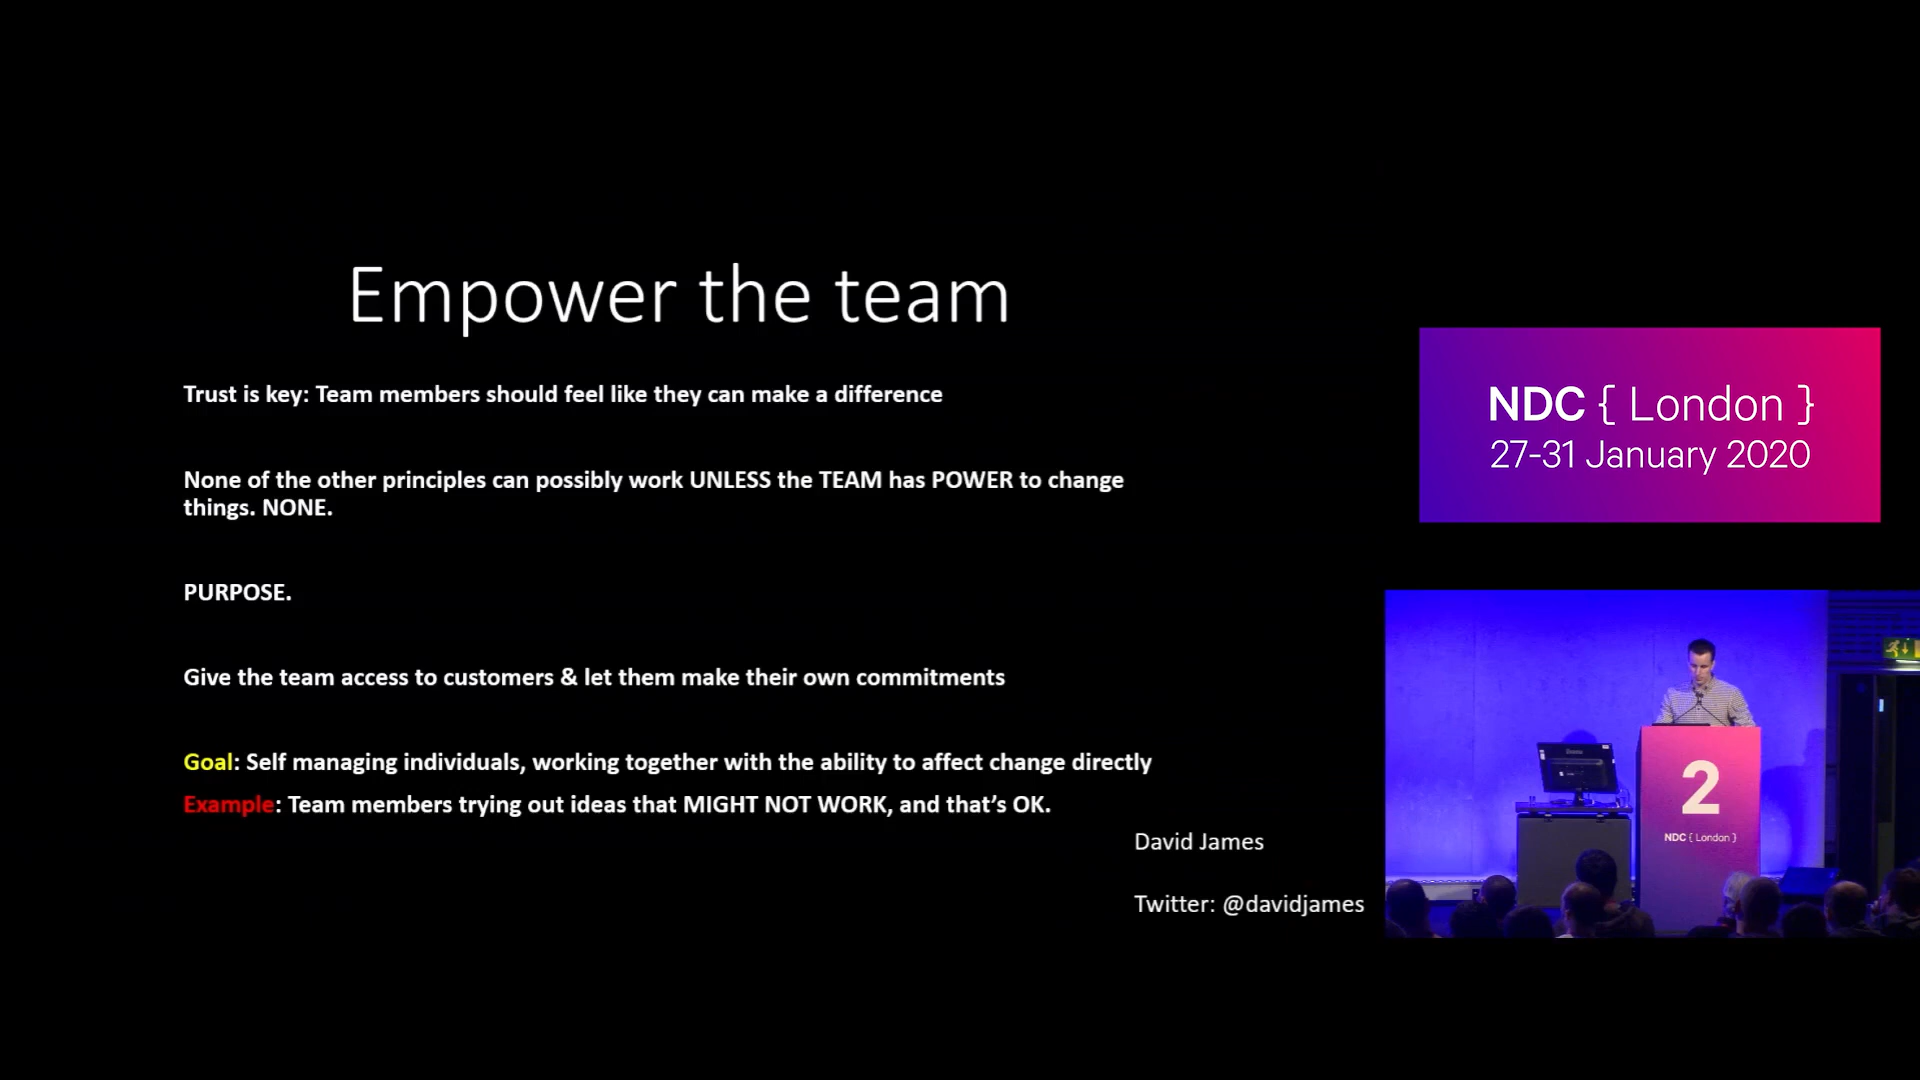 Empower the team
Trust is key: Team members should feel like they can make a difference
None of the other principles can possibly work UNLESS the TEAM has POWER to change
things. NONE.
PURPOSE.
Give the team access to customers & let them make their own commitments
Goal: Self managing individuals, working together with the ability to affect change directly
Example: Team members trying out ideas that MIGHT NOT WORK, and that's OK.
David James
Twitter: @davidjames
NDC { London }
27-31 January 2020
2
NDC { London }